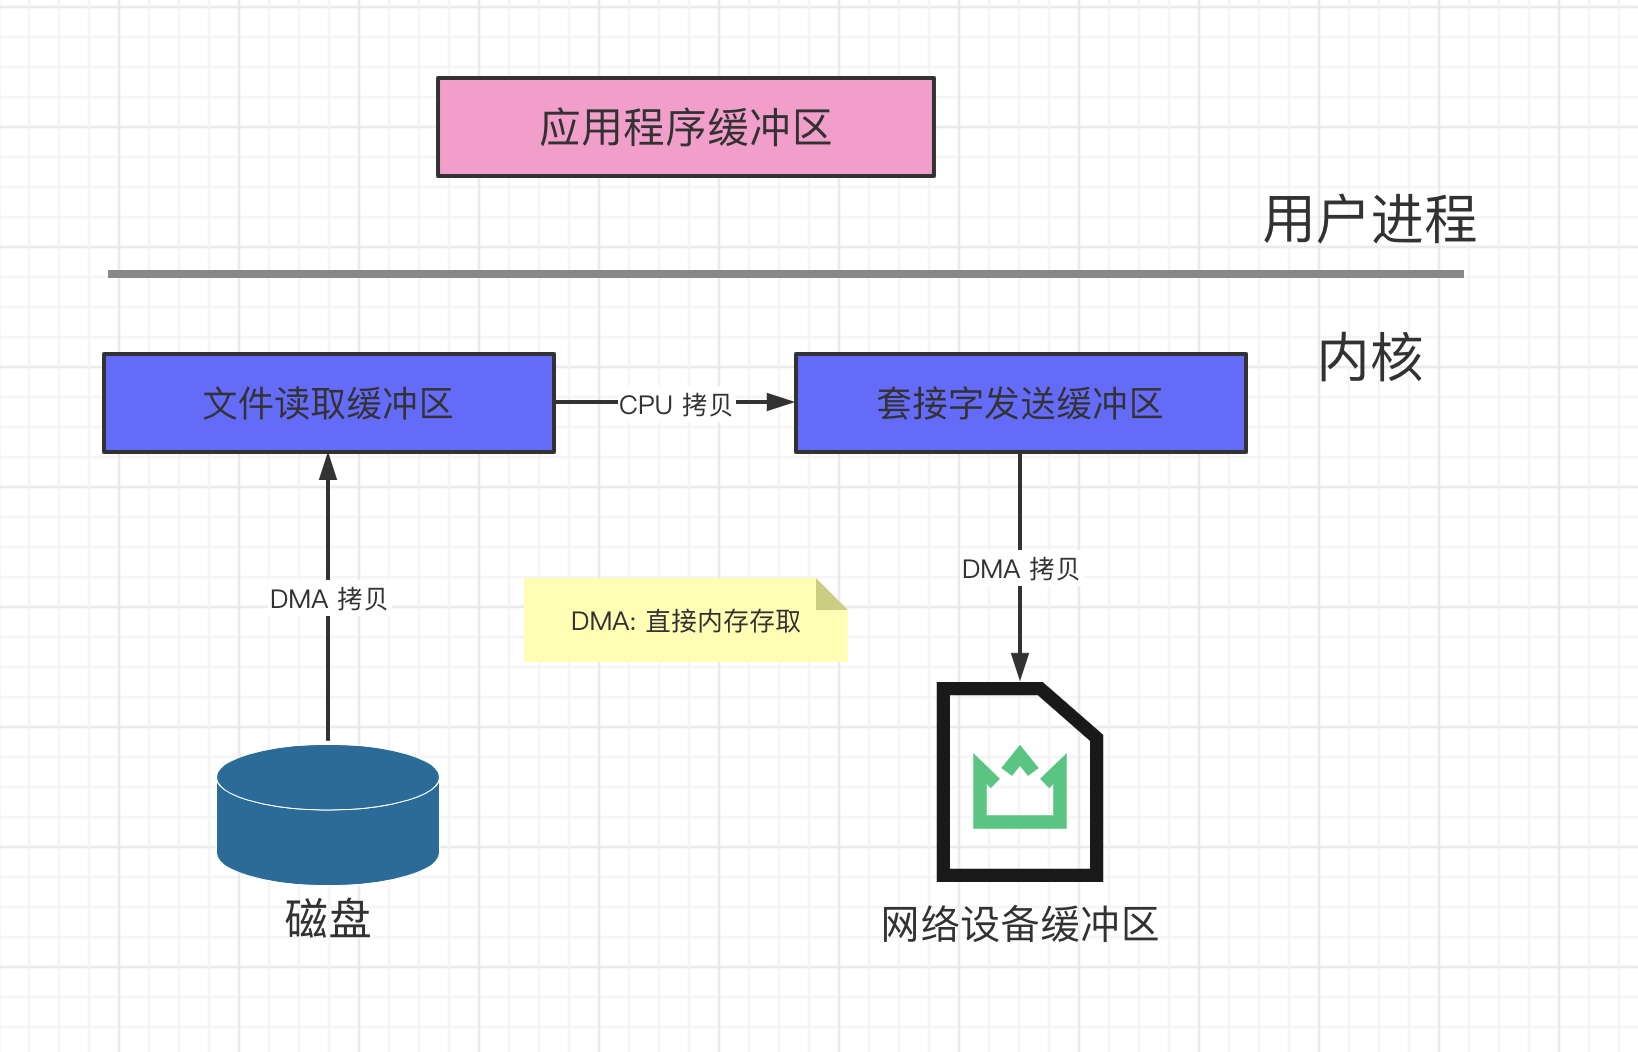 应用程序缓冲区
用户进程
内核
文件读取缓冲区
CPU 拷贝
套接字发送缓冲区
DMA 拷贝
DMA 拷贝
DMA: 直接内存存取
磁盘
网络设备缓冲区